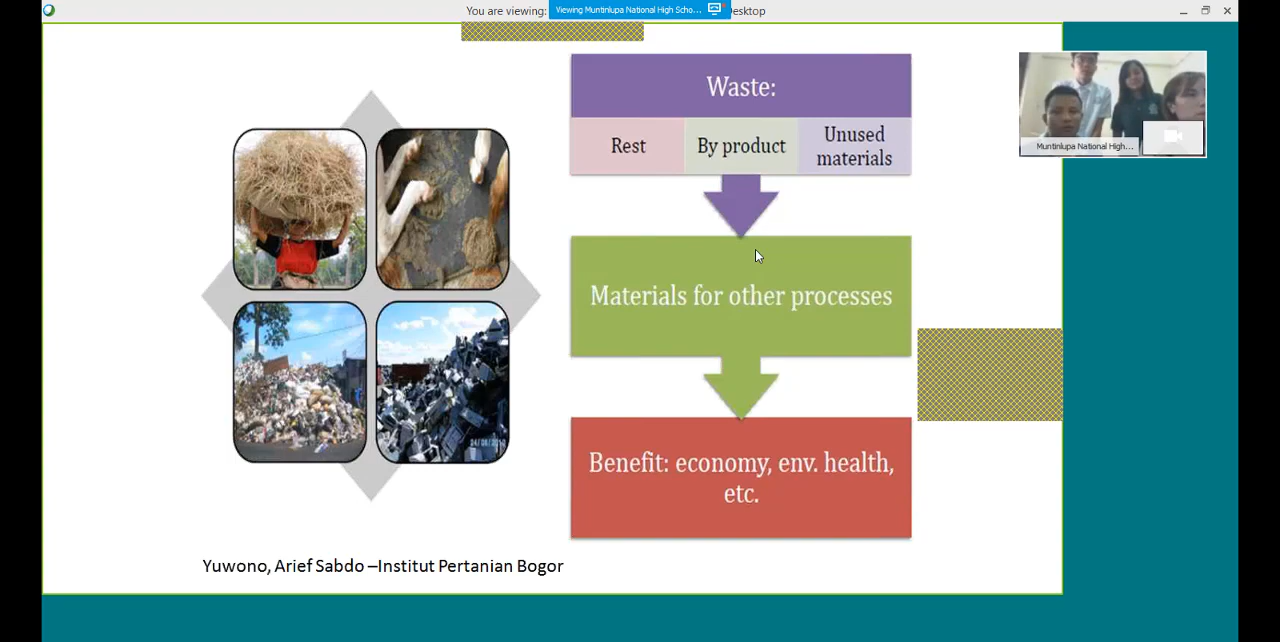 You are viewing:
Viewing Muntinlupa National High Scho...
Desktop
Waste:
Rest
By product
Unused
materials
Muntinlupa National High...
Materials for other processes
Benefit: economy, env. health,
etc.
Yuwono, Arief Sabdo –Institut Pertanian Bogor